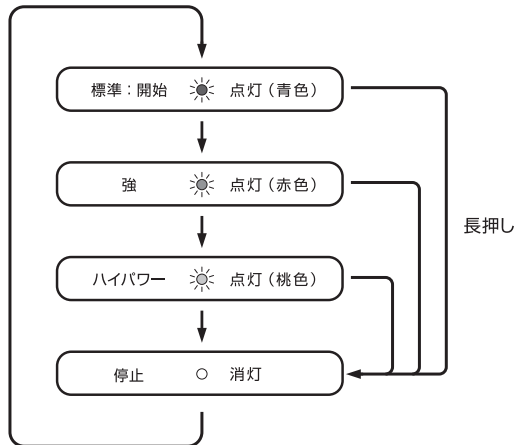 標準：開始 点灯（青色）
強 点灯（赤色）
長押し
ハイパワー 点灯（桃色）
停止 消灯